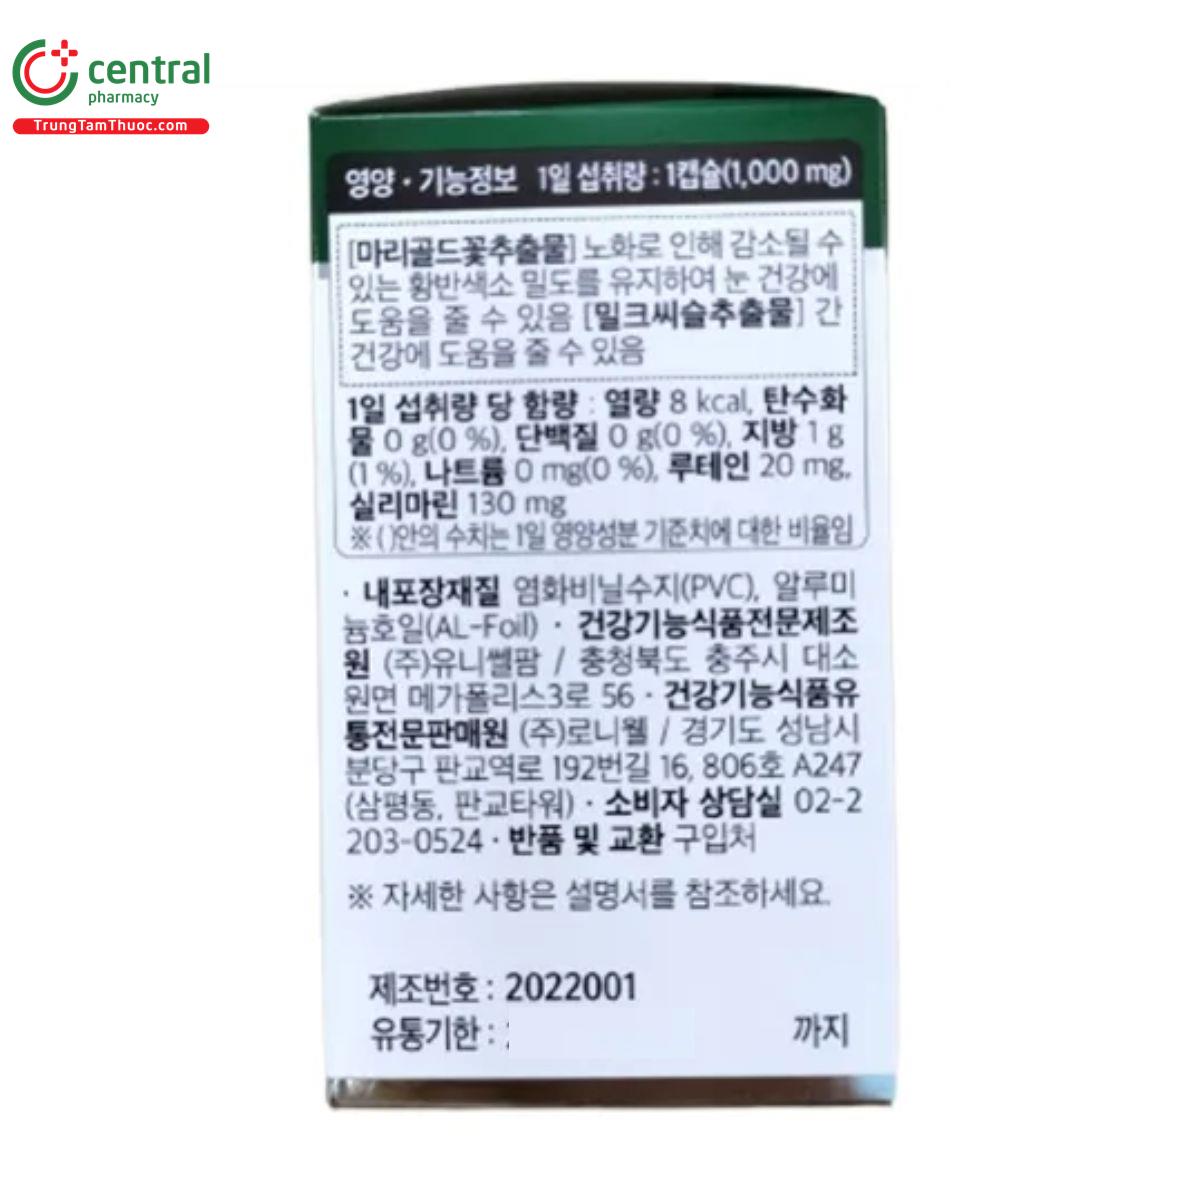 central
pharmacy
TrungTamThuoc.com
영양·기능정보 1일 섭취량 : 1캡슐(1,000 mg)
[마리골드꽃추출물] 노화로 인해 감소될 수
있는 황반색소 밀도를 유지하여 눈 건강에
도움을 줄 수 있음 [밀크씨슬추출물] 간
건강에 도움을 줄 수 있음
1일 섭취량 당 함량 : 열량 8 kcal, 탄수화
물 0 g(0 %), 단백질 0 g(0 %), 지방 1 g
(1 %), 나트륨 0 mg(0 %), 루테인 20 mg,
실리마린 130 mg
※ ( )안의 수치는 1일 영양성분 기준치에 대한 비율임
· 내포장재질 염화비닐수지(PVC), 알루미
늄호일(AL-Foil) · 건강기능식품전문제조
원 (주)유니쎌팜 / 충청북도 충주시 대소
원면 메가폴리스3로 56 · 건강기능식품유
통전문판매원 (주)로니웰 / 경기도 성남시
분당구 판교역로 192번길 16, 806호 A247
(삼평동, 판교타워) · 소비자 상담실 02-2
203-0524 · 반품 및 교환 구입처
※ 자세한 사항은 설명서를 참조하세요.
제조번호 : 2022001
유통기한 : 까지